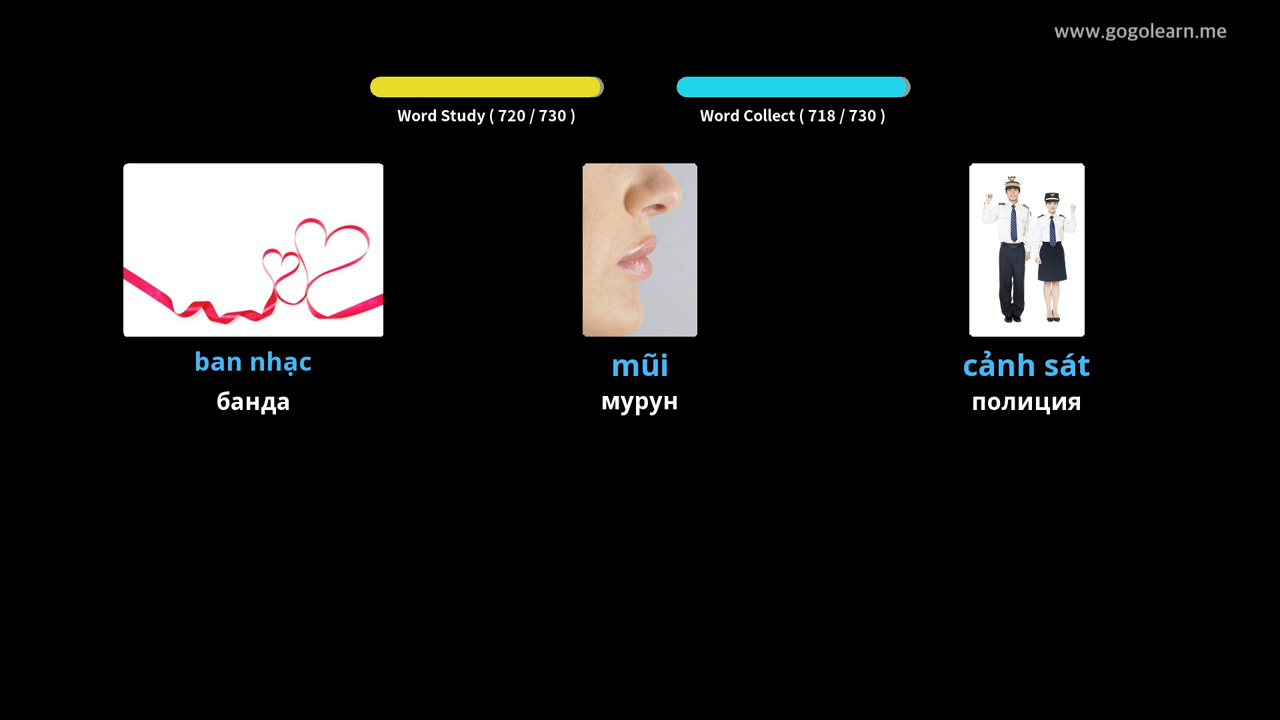 www.gogolearn.me
Word Study ( 720 / 730 )
Word Collect ( 718 / 730 )
ban nhạc
банда
mũi
мурун
cảnh sát
полиция